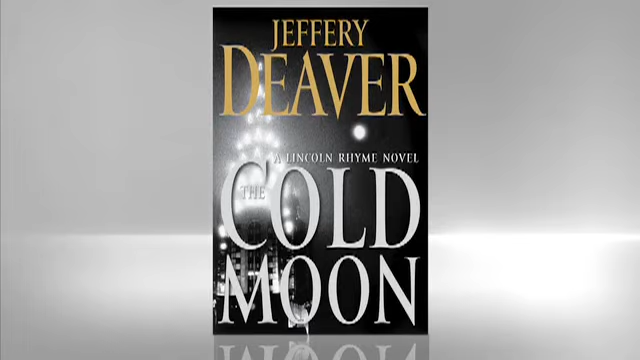 JEFFERY
DEAVER
A LINCOLN RHYME NOVEL
THE
COLD
MOON